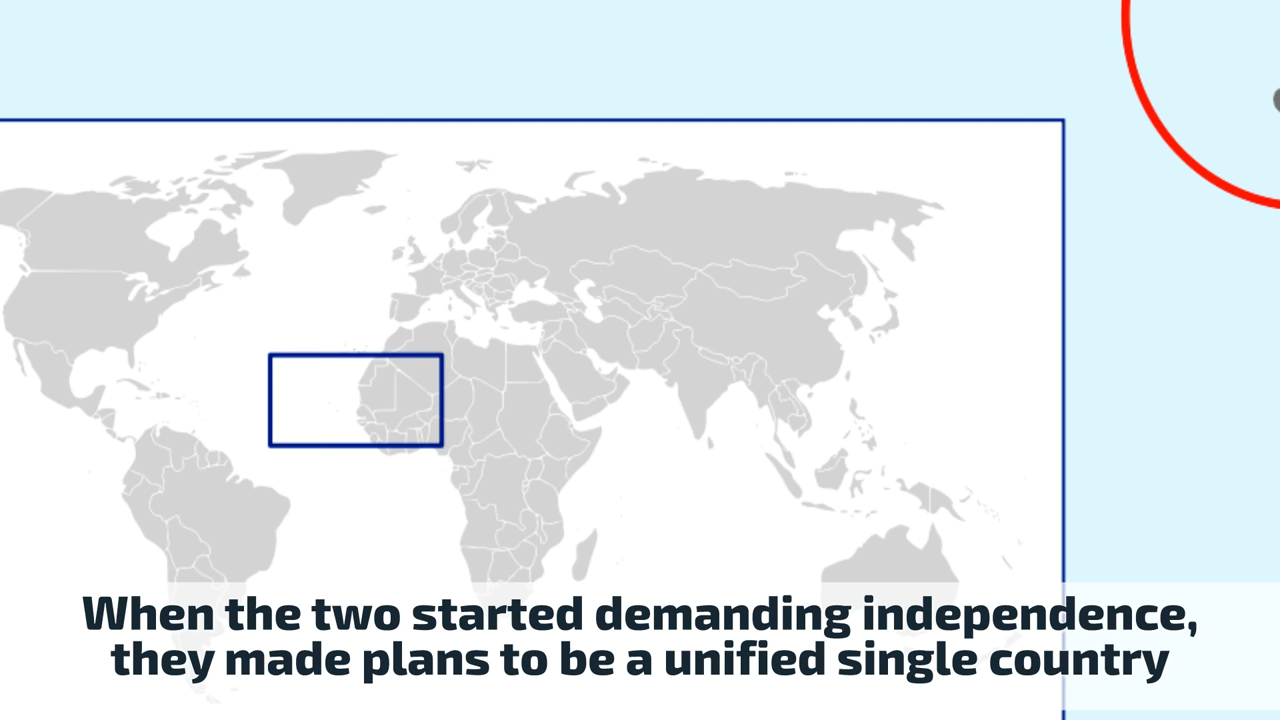 When the two started demanding independence,
they made plans to be a unified single country